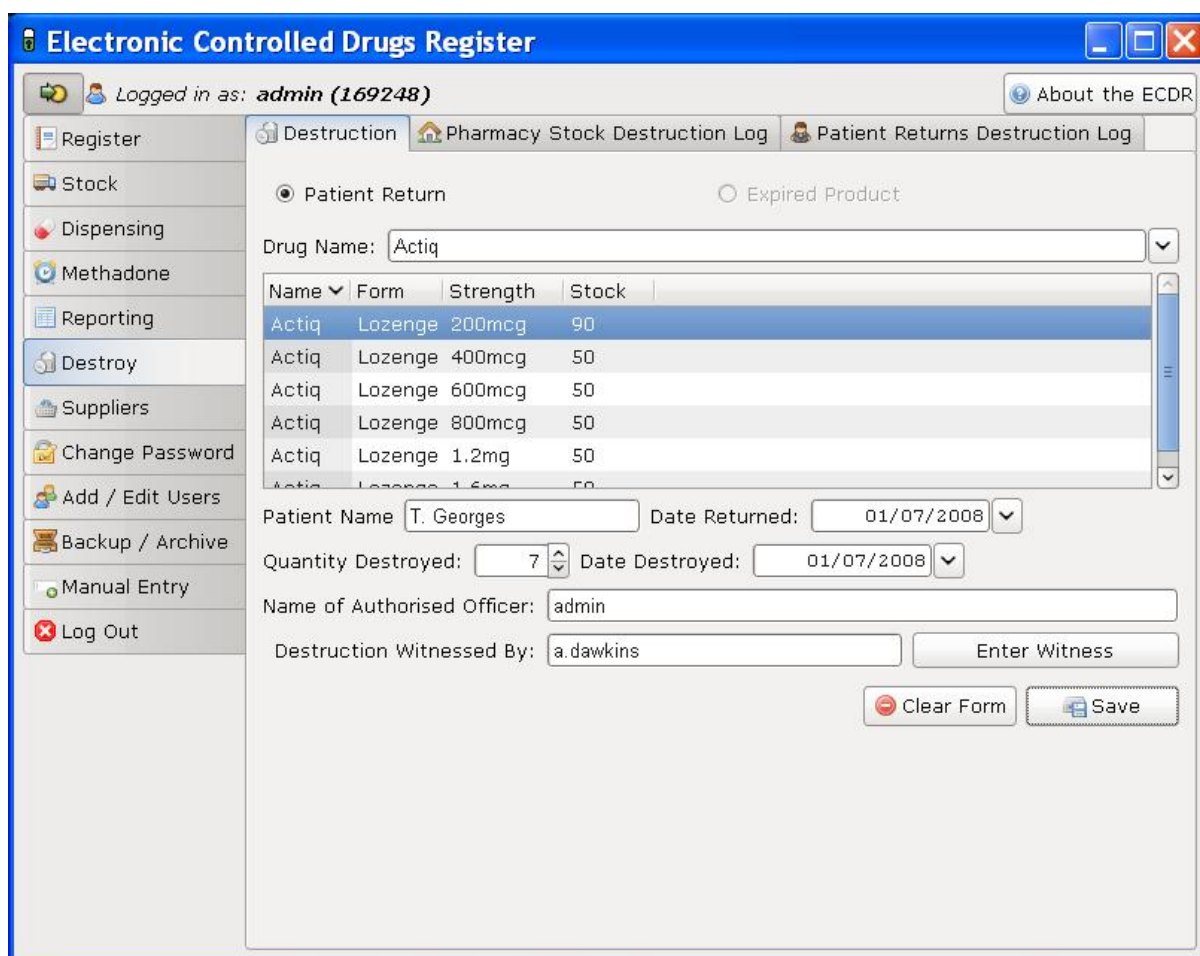 Electronic Controlled Drugs Register
Logged in as: admin (169248)
About the ECDR
Register
Stock
Dispensing
Methadone
Reporting
Destroy
Suppliers
Change Password
Add / Edit Users
Backup / Archive
Manual Entry
Log Out
Destruction Pharmacy Stock Destruction Log Patient Returns Destruction Log
Patient Return Expired Product
Drug Name: Actiq
Name Form Strength Stock
Actiq Lozenge 200mcg 90
Actiq Lozenge 400mcg 50
Actiq Lozenge 600mcg 50
Actiq Lozenge 800mcg 50
Actiq Lozenge 1.2mg 50
Actiq Lozenge 1.6mg 50
Patient Name T. Georges Date Returned: 01/07/2008
Quantity Destroyed: 7 Date Destroyed: 01/07/2008
Name of Authorised Officer: admin
Destruction Witnessed By: a.dawkins Enter Witness
Clear Form Save